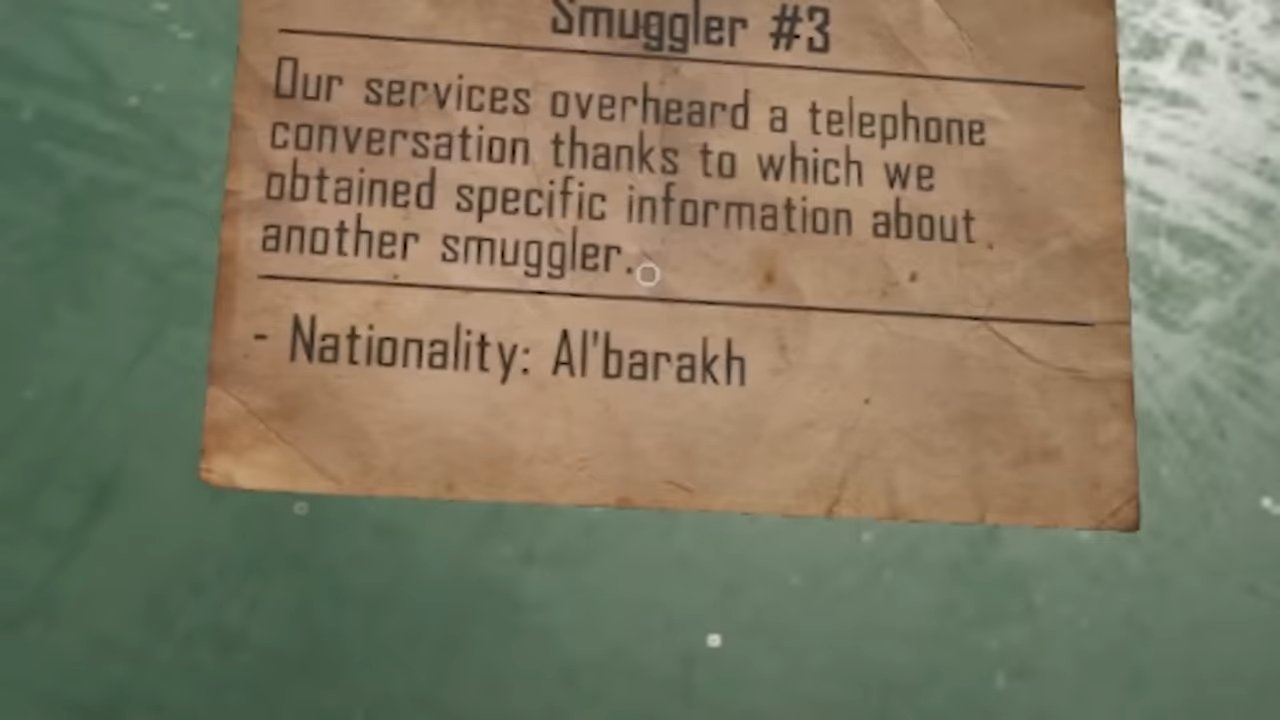 Smuggler #3
Our services overheard a telephone
conversation thanks to which we
obtained specific information about
another smuggler.
- Nationality: Al'barakh